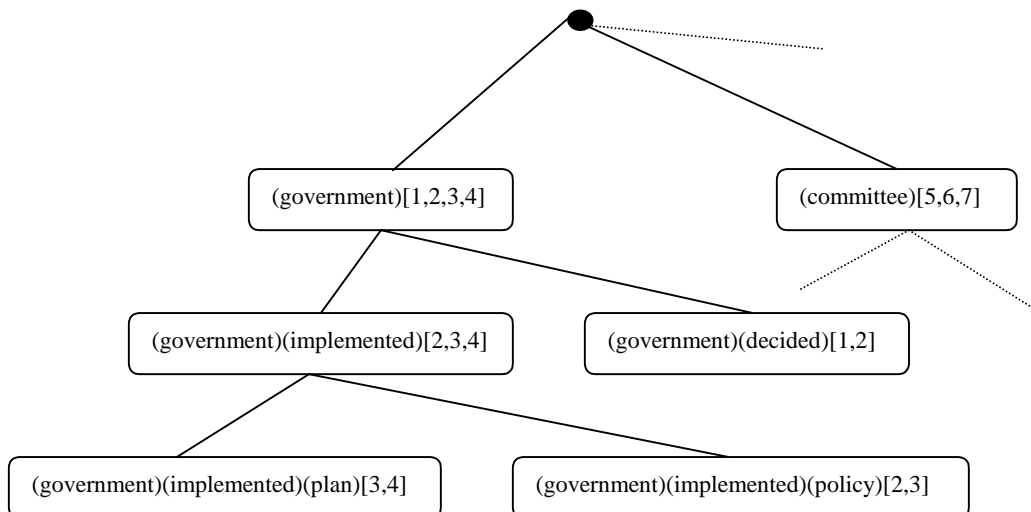 (government)[1,2,3,4]
(committee)[5,6,7]
(government)(implemented)[2,3,4]
(government)(decided)[1,2]
(government)(implemented)(plan)[3,4]
(government)(implemented)(policy)[2,3]